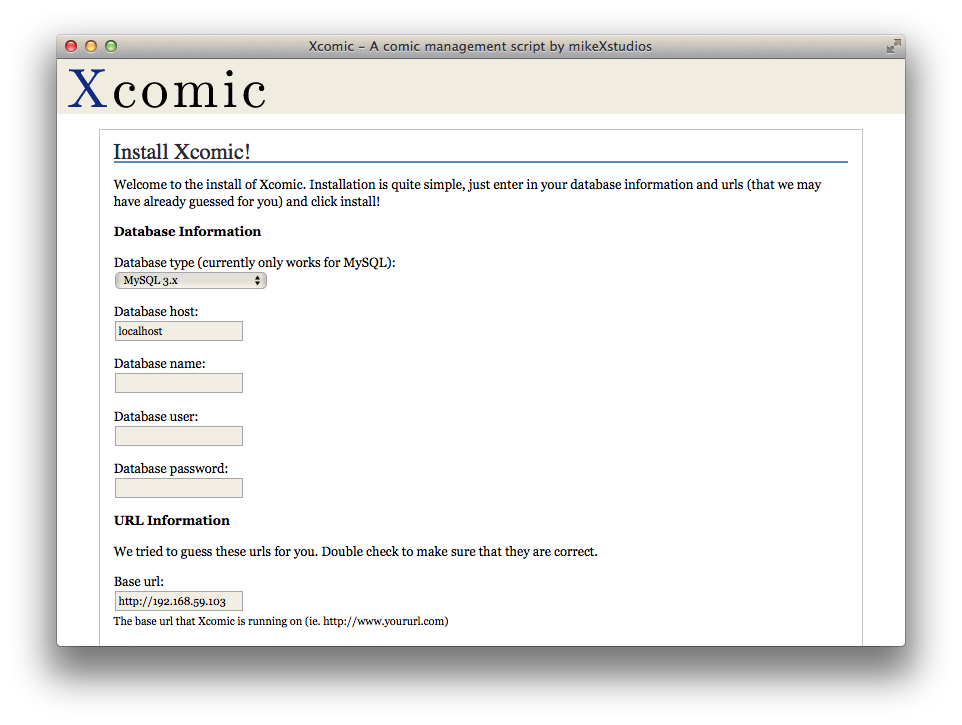 Xcomic – A comic management script by mikeXstudios
Xcomic
Install Xcomic!
Welcome to the install of Xcomic. Installation is quite simple, just enter in your database information and urls (that we may
have already guessed for you) and click install!
Database Information
Database type (currently only works for MySQL):
MySQL 3.x
Database host:
localhost
Database name:
Database user:
Database password:
URL Information
We tried to guess these urls for you. Double check to make sure that they are correct.
Base url:
http://192.168.59.103
The base url that Xcomic is running on (ie. http://www.yoururl.com)